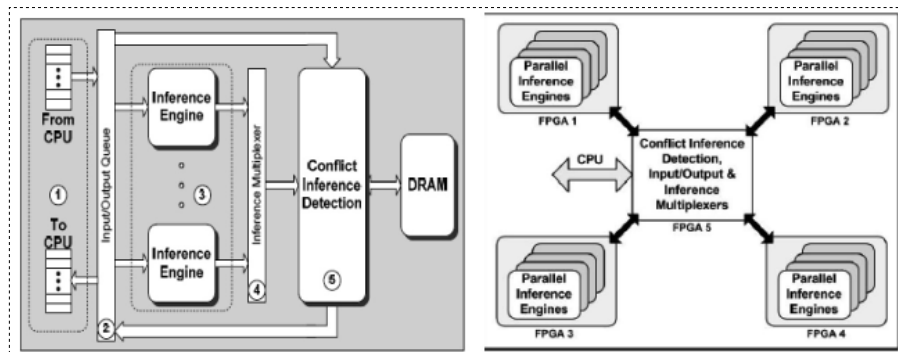 From
CPU
1
To
CPU
Input/Output Queue
2
Inference
Engine
3
Inference
Engine
Inference Multiplexer
4
Conflict
Inference
Detection
5
DRAM
Parallel
Inference
Engines
FPGA 1
Parallel
Inference
Engines
FPGA 2
CPU
Conflict Inference
Detection,
Input/Output &
Inference
Multiplexers
FPGA 5
Parallel
Inference
Engines
FPGA 3
Parallel
Inference
Engines
FPGA 4